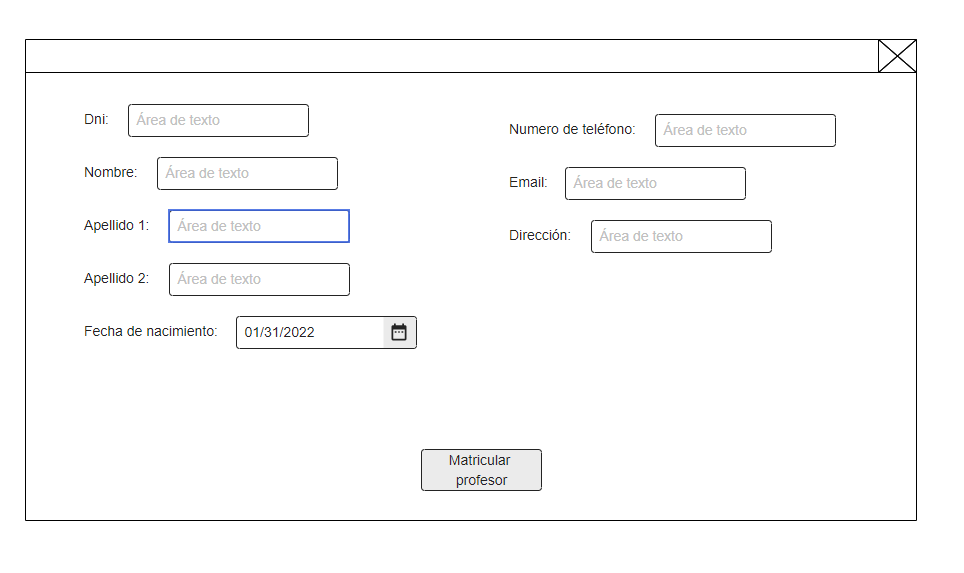 Dni: Área de texto
Nombre: Área de texto
Apellido 1: Área de texto
Apellido 2: Área de texto
Fecha de nacimiento: 01/31/2022
Numero de teléfono: Área de texto
Email: Área de texto
Dirección: Área de texto
Matricular
profesor